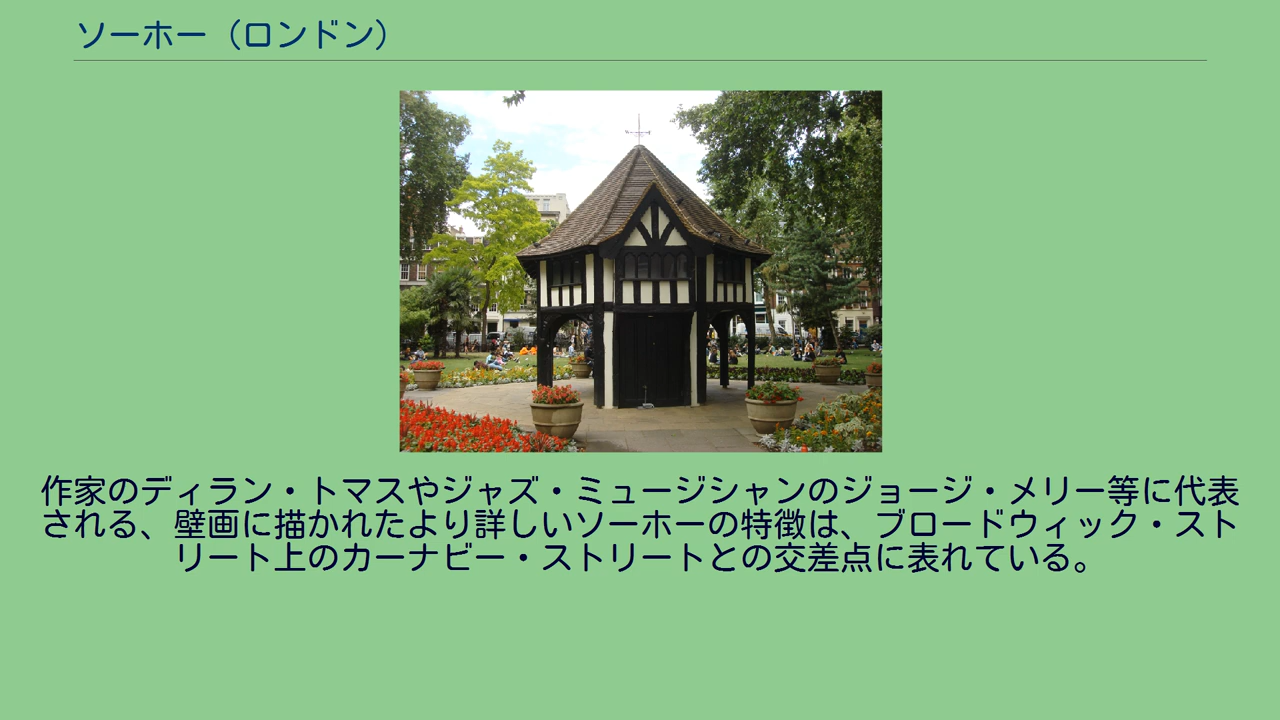 ソーホー（ロンドン）
作家のディラン・トマスやジャズ・ミュージシャンのジョージ・メリー等に代表
される、壁画に描かれたより詳しいソーホーの特徴は、ブロードウィック・スト
リート上のカーナビー・ストリートとの交差点に表れている。